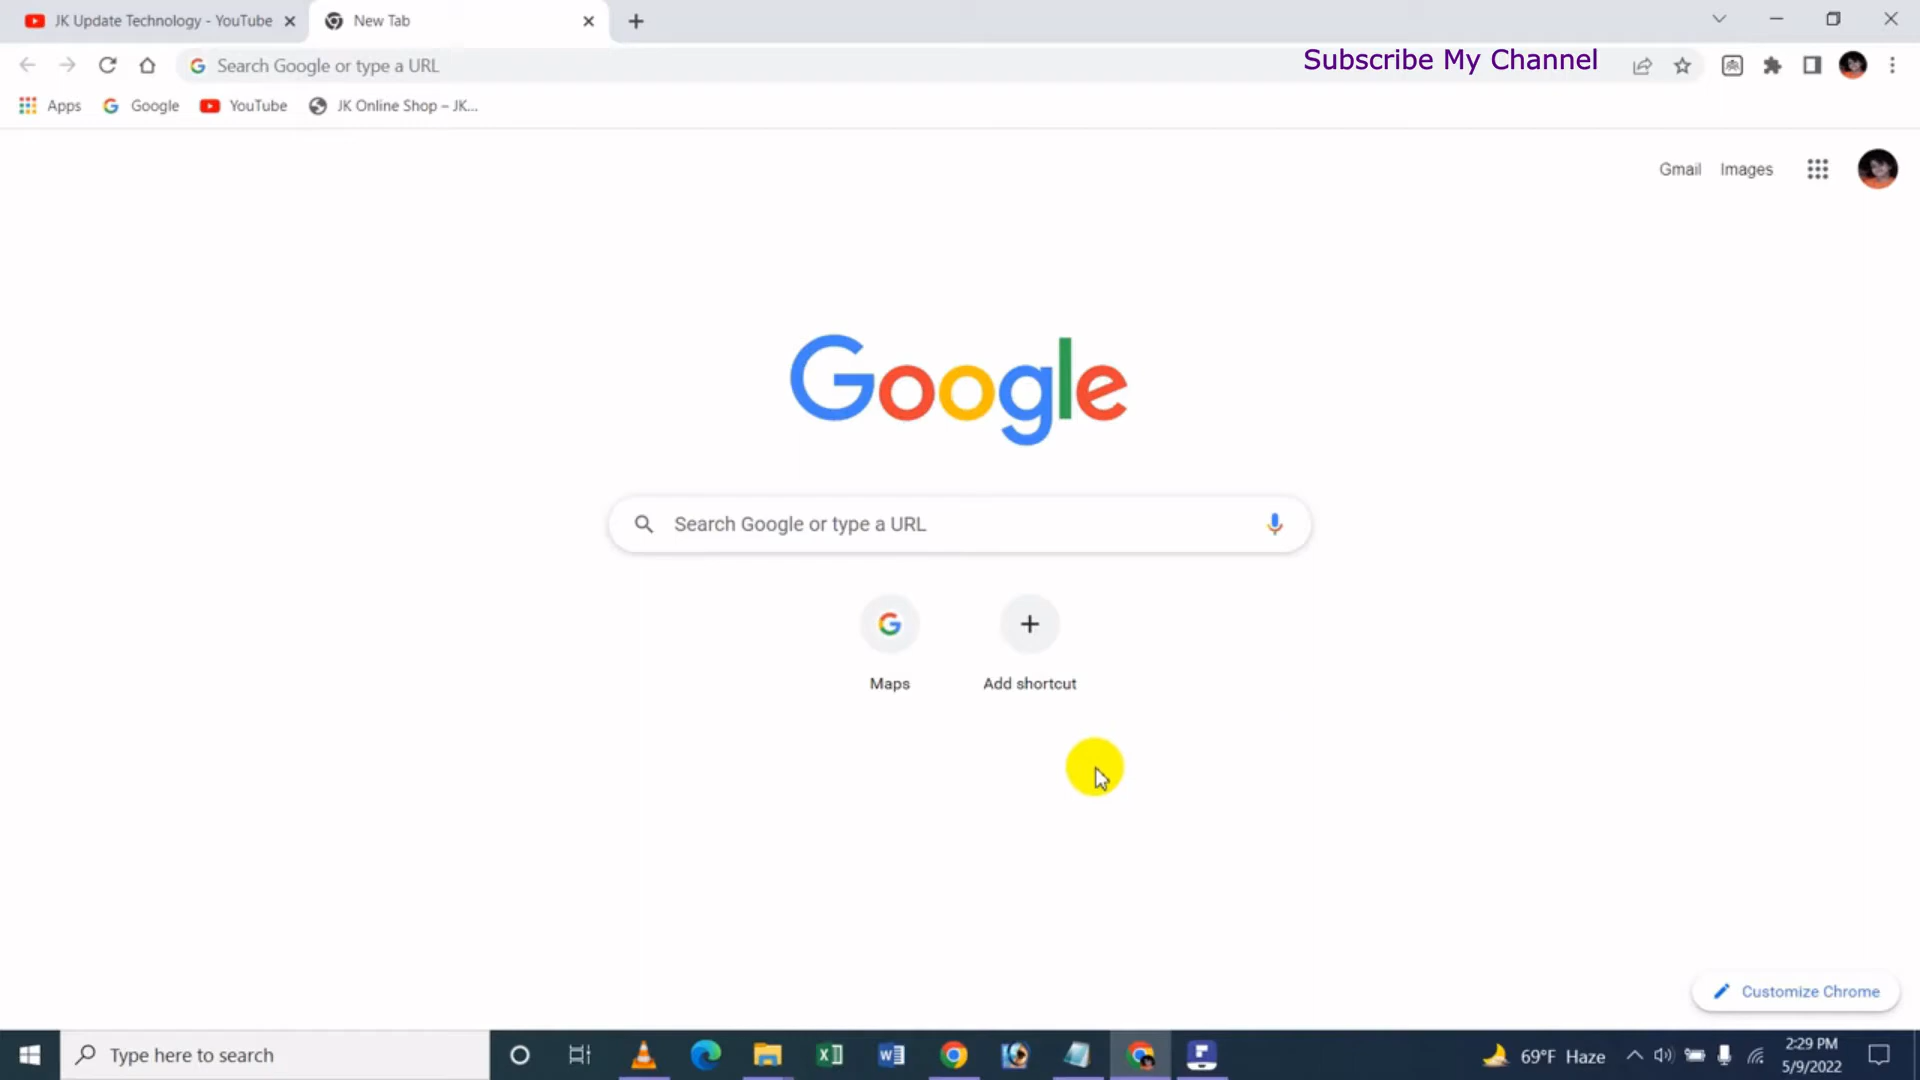 JK Update Technology - YouTube
New Tab
Search Google or type a URL
Subscribe My Channel
Apps
Google
YouTube
JK Online Shop – JK...
Gmail
Images
Google
Search Google or type a URL
Maps
Add shortcut
Customize Chrome
Type here to search
69°F Haze
2:29 PM
5/9/2022